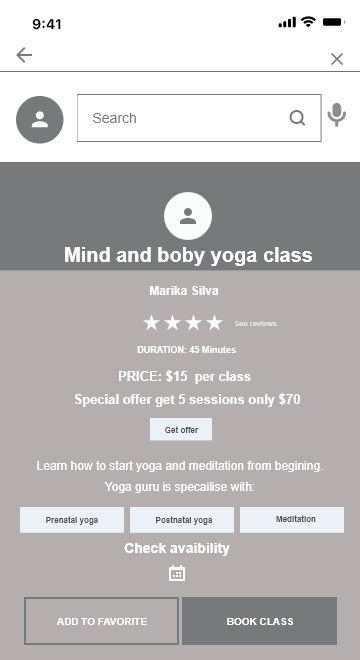 9:41
Search
Mind and boby yoga class
Marika Silva
See reviews
DURATION: 45 Minutes
PRICE: $15 per class
Special offer get 5 sessions only $70
Get offer
Learn how to start yoga and meditation from begining.
Yoga guru is specailise with:
Prenatal yoga
Postnatal yoga
Meditation
Check avaibility
ADD TO FAVORITE
BOOK CLASS